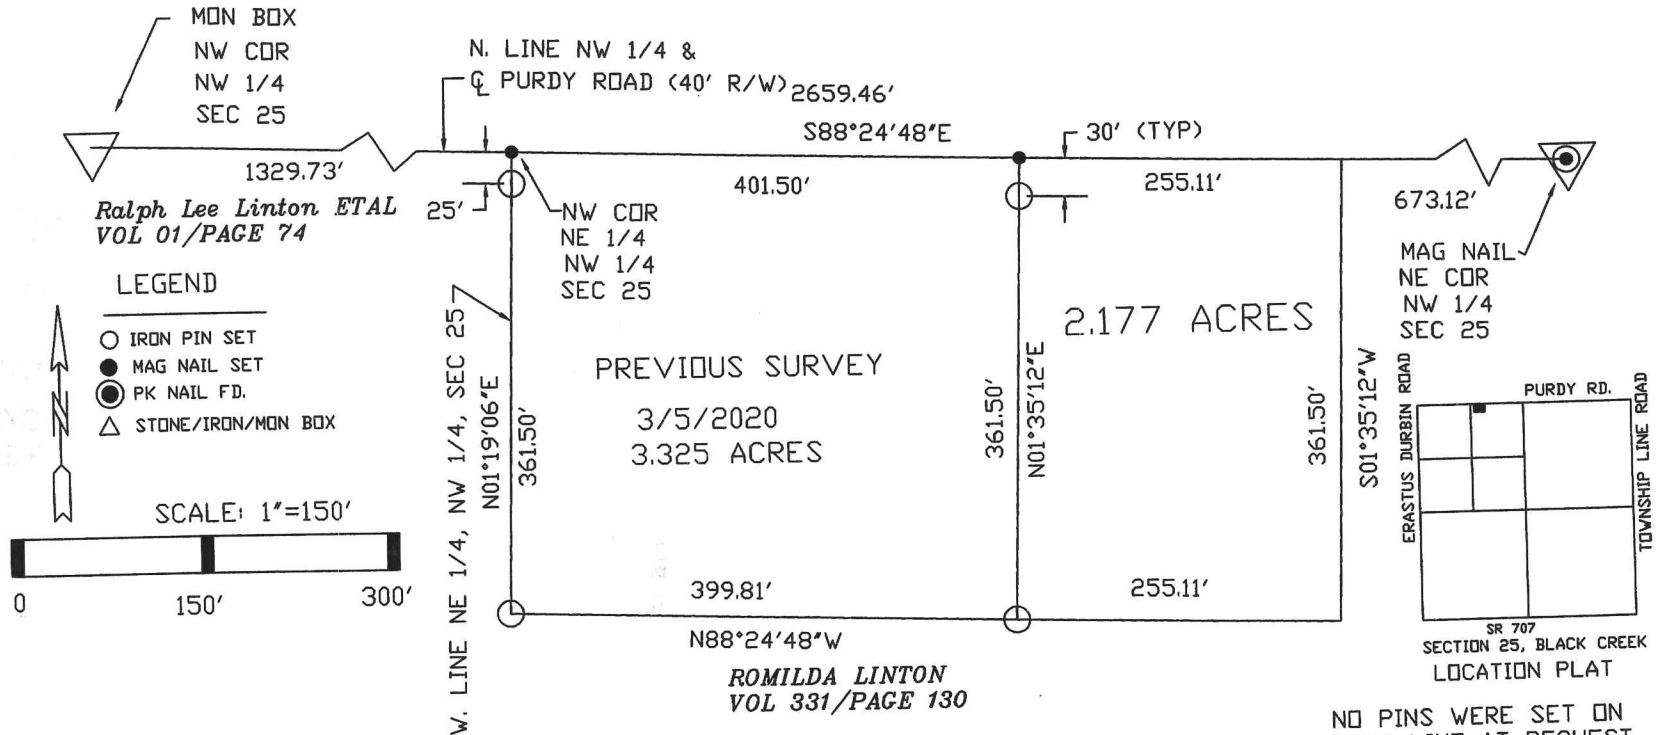 MON BOX
NW COR
NW 1/4
SEC 25
N. LINE NW 1/4 &
℄ PURDY ROAD (40' R/W)
2659.46'
S88°24'48"E
30' (TYP)
1329.73'
401.50'
255.11'
673.12'
Ralph Lee Linton ETAL
VOL 01/PAGE 74
25'
NW COR
NE 1/4
NW 1/4
SEC 25
MAG NAIL
NE COR
NW 1/4
SEC 25
LEGEND
IRON PIN SET
MAG NAIL SET
PK NAIL FD.
STONE/IRON/MON BOX
N
SCALE: 1"=150'
0
150'
300'
W. LINE NE 1/4, NW 1/4, SEC 25
N01°19'06"E
361.50'
PREVIOUS SURVEY
3/5/2020
3.325 ACRES
361.50'
N01°35'12"E
2.177 ACRES
361.50'
S01°35'12"W
399.81'
255.11'
N88°24'48"W
ROMILDA LINTON
VOL 331/PAGE 130
PURDY RD.
ERASTUS DURBIN ROAD
TOWNSHIP LINE ROAD
SR 707
SECTION 25, BLACK CREEK
LOCATION PLAT
NO PINS WERE SET ON